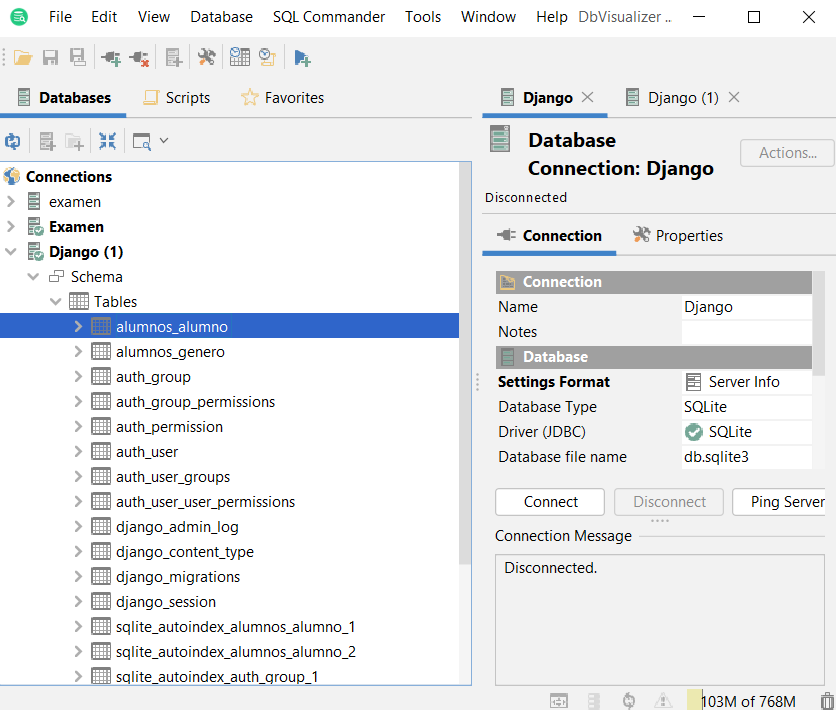 File Edit View Database SQL Commander Tools Window Help DbVisualizer ..
Databases Scripts Favorites
Connections
examen
Examen
Django (1)
Schema
Tables
alumnos_alumno
alumnos_genero
auth_group
auth_group_permissions
auth_permission
auth_user
auth_user_groups
auth_user_user_permissions
django_admin_log
django_content_type
django_migrations
django_session
sqlite_autoindex_alumnos_alumno_1
sqlite_autoindex_alumnos_alumno_2
sqlite_autoindex_auth_group_1
Django Django (1)
Database
Connection: Django
Actions...
Disconnected
Connection Properties
Connection
Name Django
Notes
Database
Settings Format Server Info
Database Type SQLite
Driver (JDBC) SQLite
Database file name db.sqlite3
Connect Disconnect Ping Server
Connection Message
Disconnected.
103M of 768M